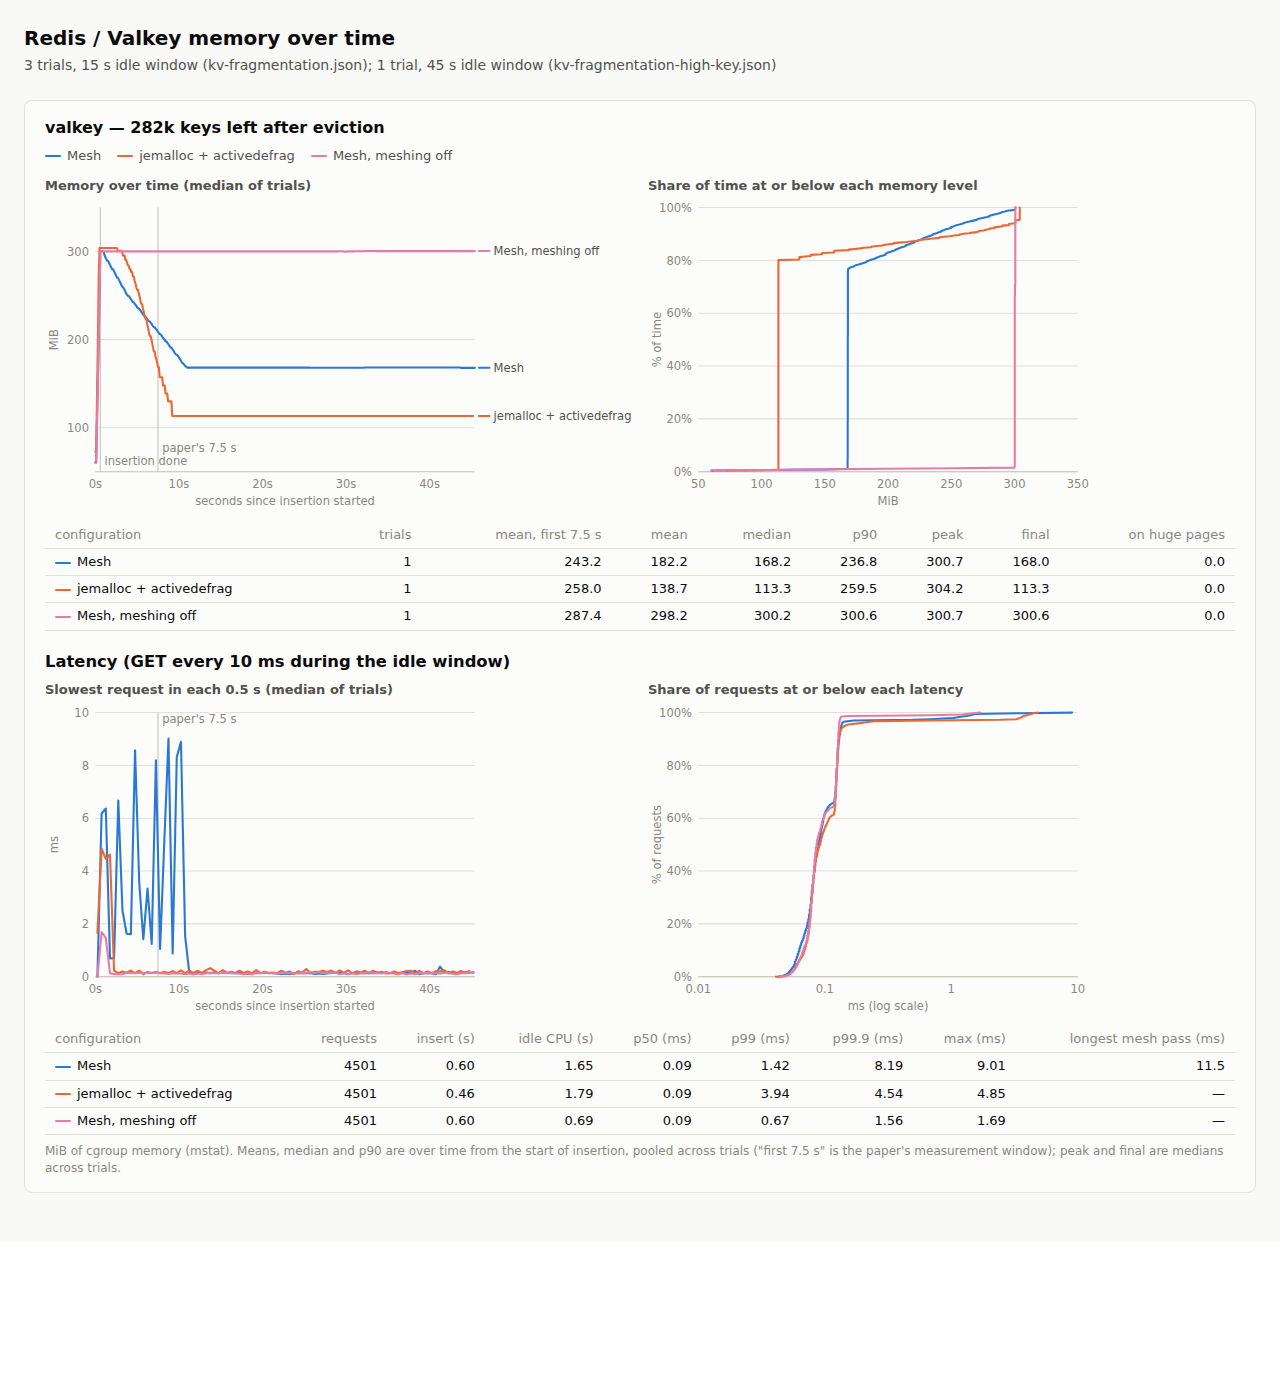 Redis / Valkey memory over time
3 trials, 15 s idle window (kv-fragmentation.json); 1 trial, 45 s idle window (kv-fragmentation-high-key.json)
valkey — 282k keys left after eviction
Mesh jemalloc + activedefrag Mesh, meshing off
Memory over time (median of trials)
300
200
100
MiB
paper's 7.5 s
insertion done
0s 10s 20s 30s 40s
seconds since insertion started
Mesh, meshing off
Mesh
jemalloc + activedefrag
Share of time at or below each memory level
100%
80%
60%
40%
20%
0%
% of time
50 100 150 200 250 300 350
MiB
configuration trials mean, first 7.5 s mean median p90 peak final on huge pages
Mesh 1 243.2 182.2 168.2 236.8 300.7 168.0 0.0
jemalloc + activedefrag 1 258.0 138.7 113.3 259.5 304.2 113.3 0.0
Mesh, meshing off 1 287.4 298.2 300.2 300.6 300.7 300.6 0.0
Latency (GET every 10 ms during the idle window)
Slowest request in each 0.5 s (median of trials)
10
8
6
4
2
0
ms
paper's 7.5 s
0s 10s 20s 30s 40s
seconds since insertion started
Share of requests at or below each latency
100%
80%
60%
40%
20%
0%
% of requests
0.01 0.1 1 10
ms (log scale)
configuration requests insert (s) idle CPU (s) p50 (ms) p99 (ms) p99.9 (ms) max (ms) longest mesh pass (ms)
Mesh 4501 0.60 1.65 0.09 1.42 8.19 9.01 11.5
jemalloc + activedefrag 4501 0.46 1.79 0.09 3.94 4.54 4.85 —
Mesh, meshing off 4501 0.60 0.69 0.09 0.67 1.56 1.69 —
MiB of cgroup memory (mstat). Means, median and p90 are over time from the start of insertion, pooled across trials ("first 7.5 s" is the paper's measurement window); peak and final are medians
across trials.